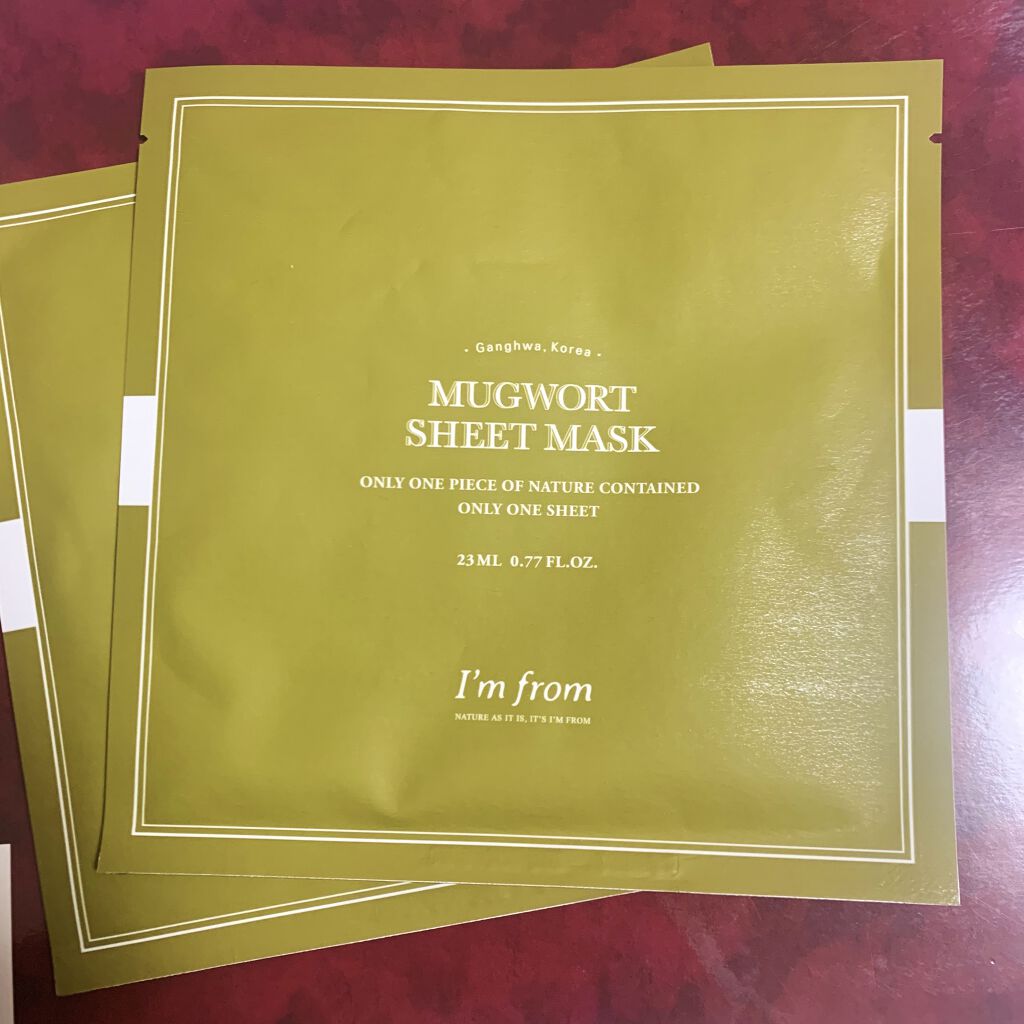 - Ganghwa, Korea -
MUGWORT
SHEET MASK
ONLY ONE PIECE OF NATURE CONTAINED
ONLY ONE SHEET
23ML 0.77 FL.OZ.
I'm from
NATURE AS IT IS, IT'S I'M FROM